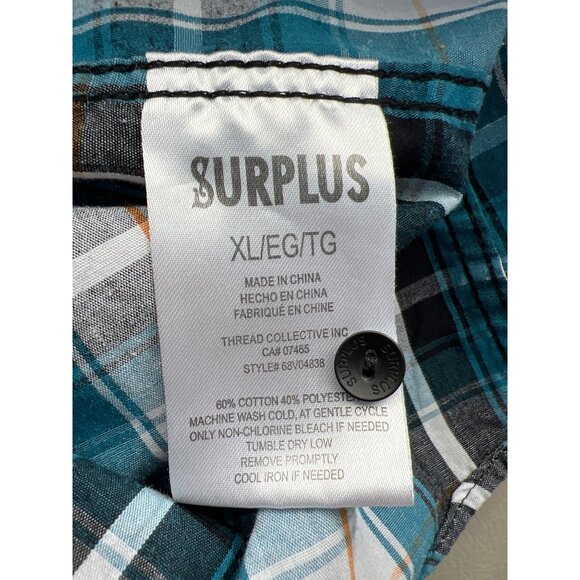 SURPLUS
XL/EG/TG
MADE IN CHINA
HECHO EN CHINA
FABRIQUÉ EN CHINE
THREAD COLLECTIVE INC
CA# 07465
STYLE# 68V04838
SURPLUS SURPLUS
60% COTTON 40% POLYESTER
MACHINE WASH COLD, AT GENTLE CYCLE
ONLY NON-CHLORINE BLEACH IF NEEDED
TUMBLE DRY LOW
REMOVE PROMPTLY
COOL IRON IF NEEDED